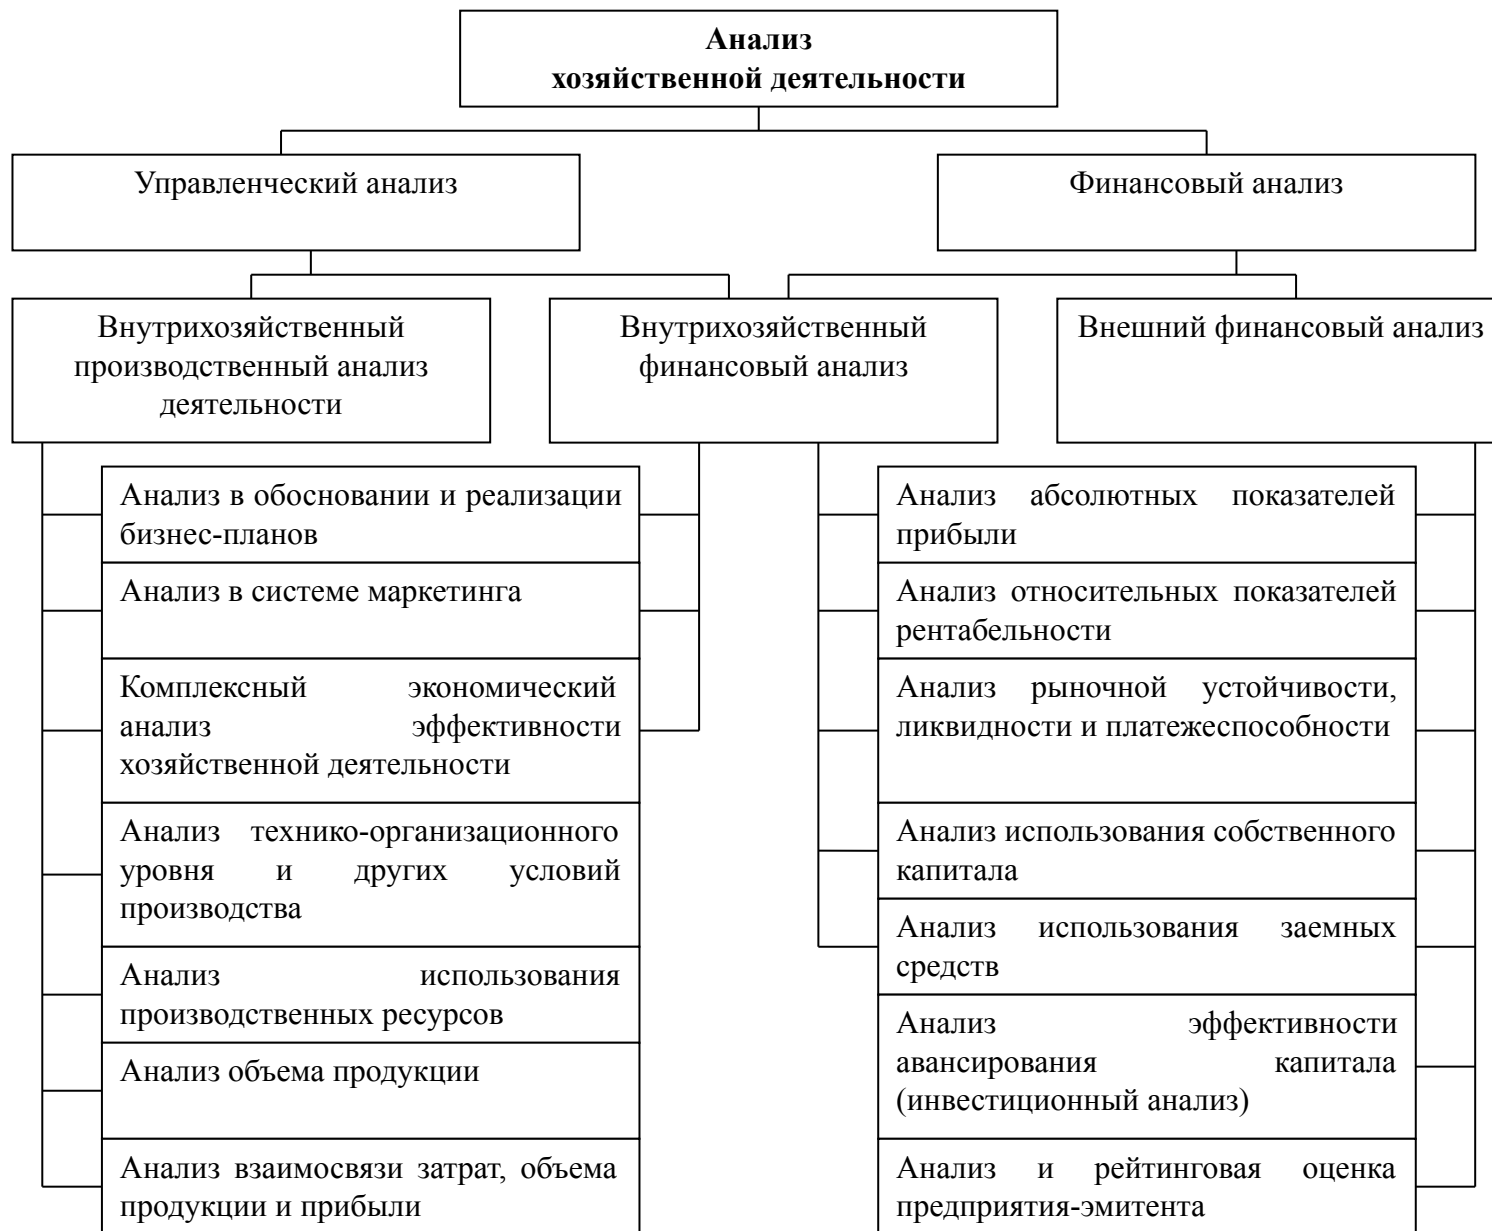 Анализ
хозяйственной деятельности
Управленческий анализ
Финансовый анализ
Внутрихозяйственный
производственный анализ
деятельности
Внутрихозяйственный
финансовый анализ
Внешний финансовый анализ
Анализ в обосновании и реализации
бизнес-планов
Анализ в системе маркетинга
Комплексный экономический
анализ эффективности
хозяйственной деятельности
Анализ технико-организационного
уровня и других условий
производства
Анализ использования
производственных ресурсов
Анализ объема продукции
Анализ взаимосвязи затрат, объема
продукции и прибыли
Анализ абсолютных показателей
прибыли
Анализ относительных показателей
рентабельности
Анализ рыночной устойчивости,
ликвидности и платежеспособности
Анализ использования собственного
капитала
Анализ использования заемных
средств
Анализ эффективности
авансирования капитала
(инвестиционный анализ)
Анализ и рейтинговая оценка
предприятия-эмитента